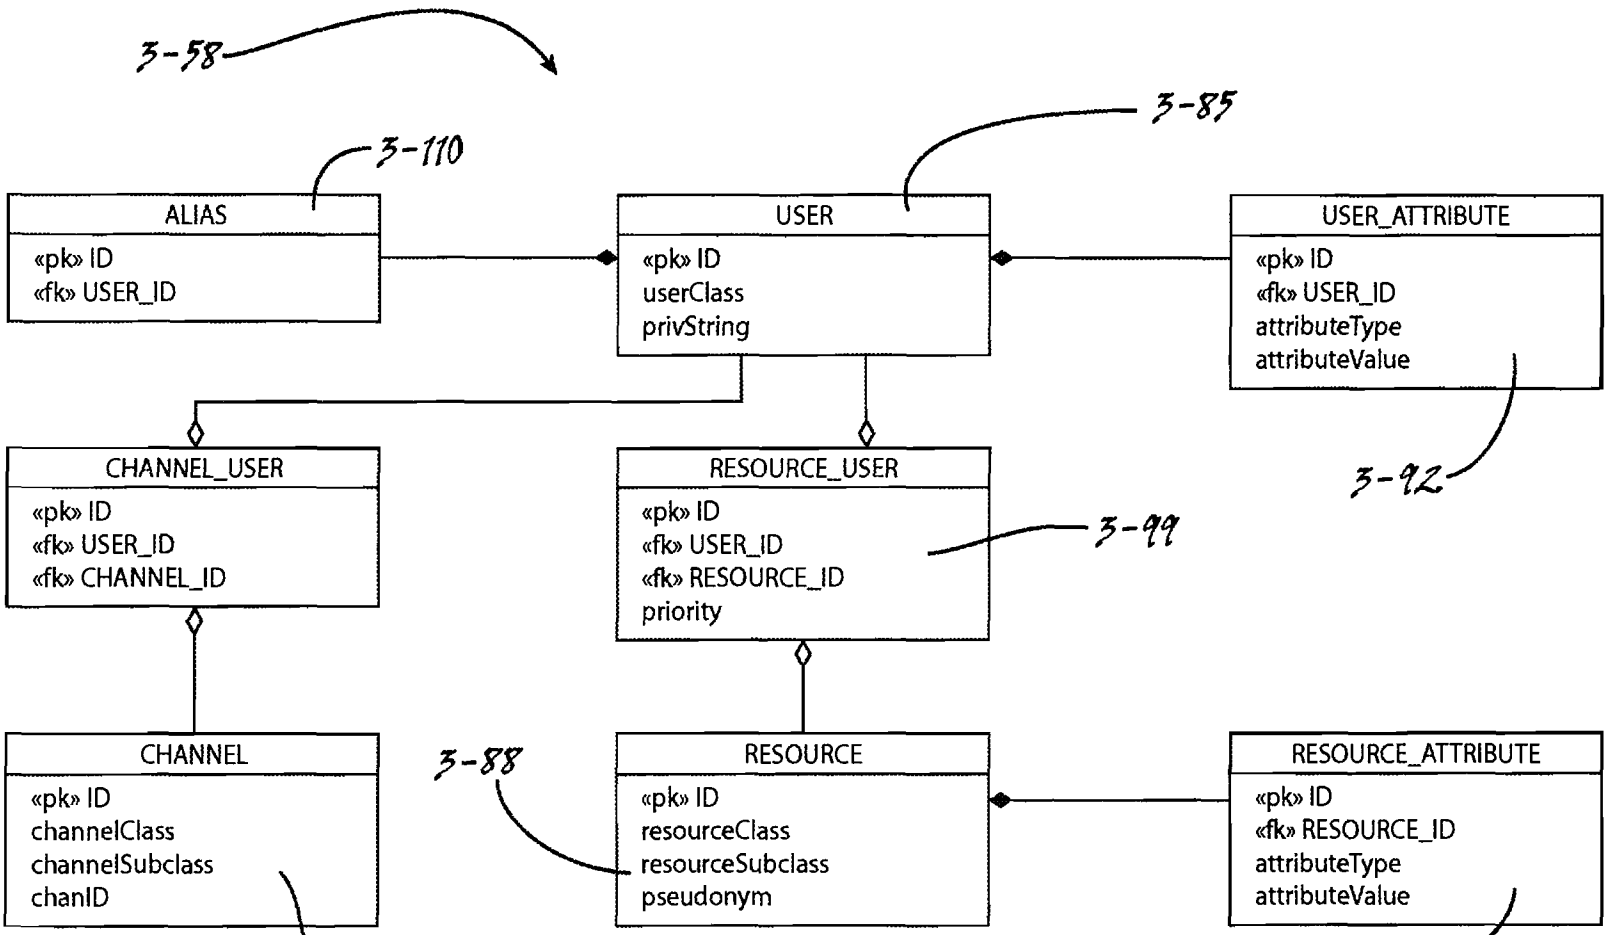 3-58
3-85
3-110
ALIAS
«pk» ID
«fk» USER_ID
USER
«pk» ID
userClass
privString
USER_ATTRIBUTE
«pk» ID
«fk» USER_ID
attributeType
attributeValue
3-92
CHANNEL_USER
«pk» ID
«fk» USER_ID
«fk» CHANNEL_ID
RESOURCE_USER
«pk» ID
«fk» USER_ID
«fk» RESOURCE_ID
priority
3-99
CHANNEL
«pk» ID
channelClass
channelSubclass
chanID
3-88
RESOURCE
«pk» ID
resourceClass
resourceSubclass
pseudonym
RESOURCE_ATTRIBUTE
«pk» ID
«fk» RESOURCE_ID
attributeType
attributeValue